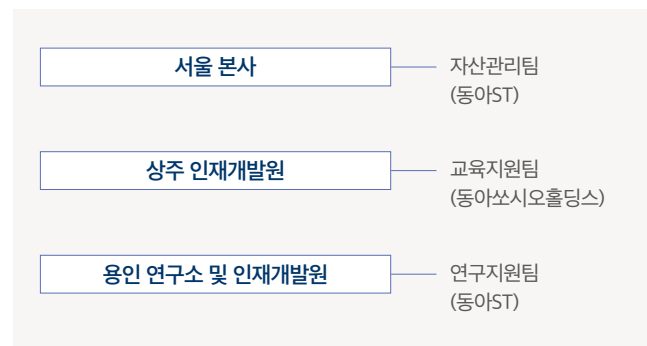 서울 본사
자산관리팀
(동아ST)
상주 인재개발원
교육지원팀
(동아쏘시오홀딩스)
용인 연구소 및 인재개발원
연구지원팀
(동아ST)